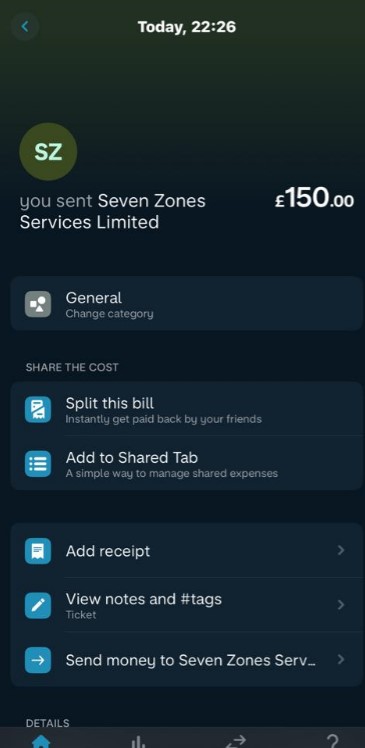 Today, 22:26
SZ
you sent Seven Zones
Services Limited
£150.00
General
Change category
SHARE THE COST
Split this bill
Instantly get paid back by your friends
Add to Shared Tab
A simple way to manage shared expenses
Add receipt
View notes and #tags
Ticket
Send money to Seven Zones Serv...
DETAILS